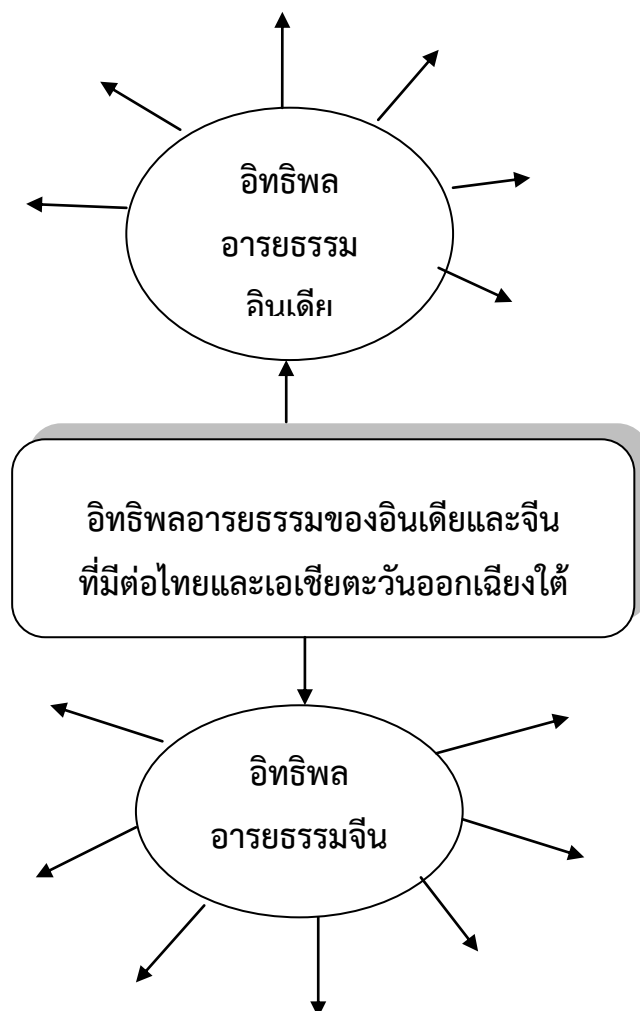 อิทธิพล
อารยธรรม
อินเดีย
อิทธิพลอารยธรรมของอินเดียและจีน
ที่มีต่อไทยและเอเชียตะวันออกเฉียงใต้
อิทธิพล
อารยธรรมจีน